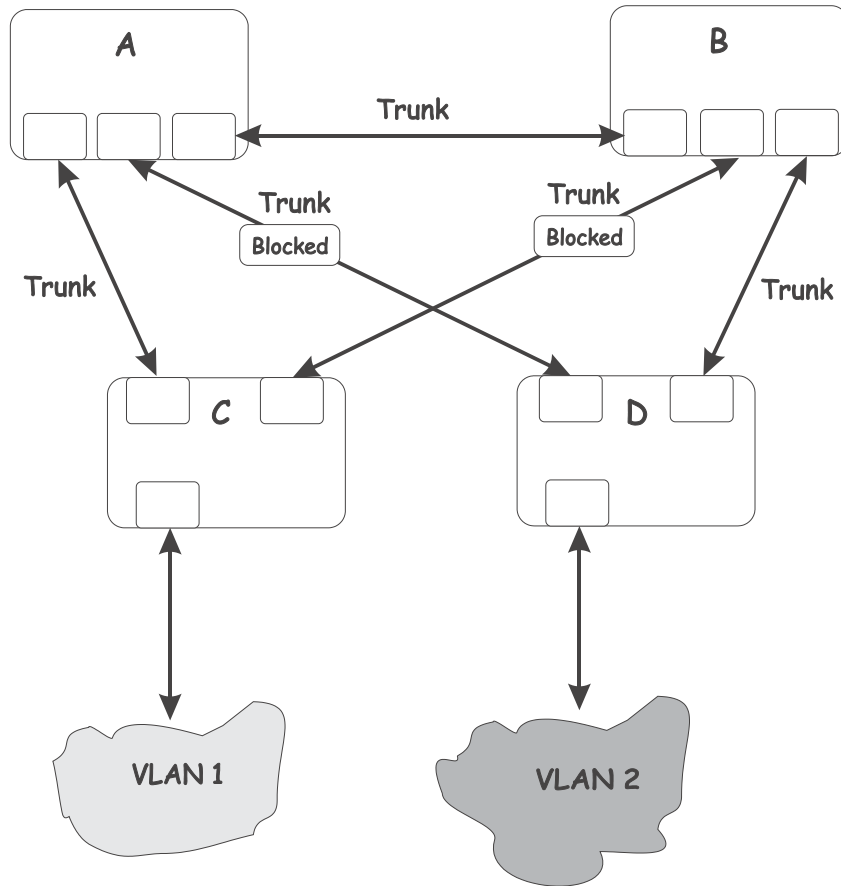 A
B
Trunk
Trunk
Trunk
Blocked
Blocked
Trunk
Trunk
C
D
VLAN 1
VLAN 2